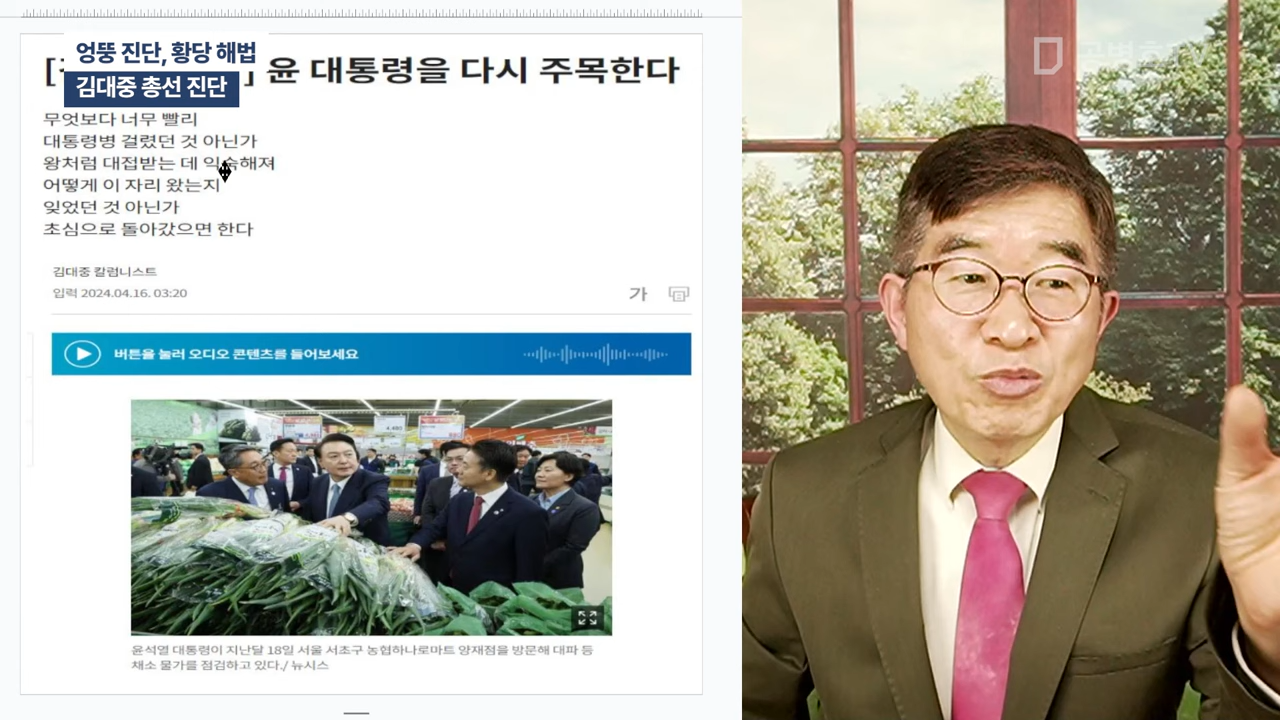 엉뚱 진단, 황당 해법
김대중 총선 진단
] 윤 대통령을 다시 주목한다
무엇보다 너무 빨리
대통령병 걸렸던 것 아닌가
왕처럼 대접받는 데 익숙해져
어떻게 이 자리 왔는지
잊었던 것 아닌가
초심으로 돌아갔으면 한다
김대중 칼럼니스트
입력 2024.04.16. 03:20
가
버튼을 눌러 오디오 콘텐츠를 들어보세요
윤석열 대통령이 지난달 18일 서울 서초구 농협하나로마트 양재점을 방문해 대파 등
채소 물가를 점검하고 있다./ 뉴시스